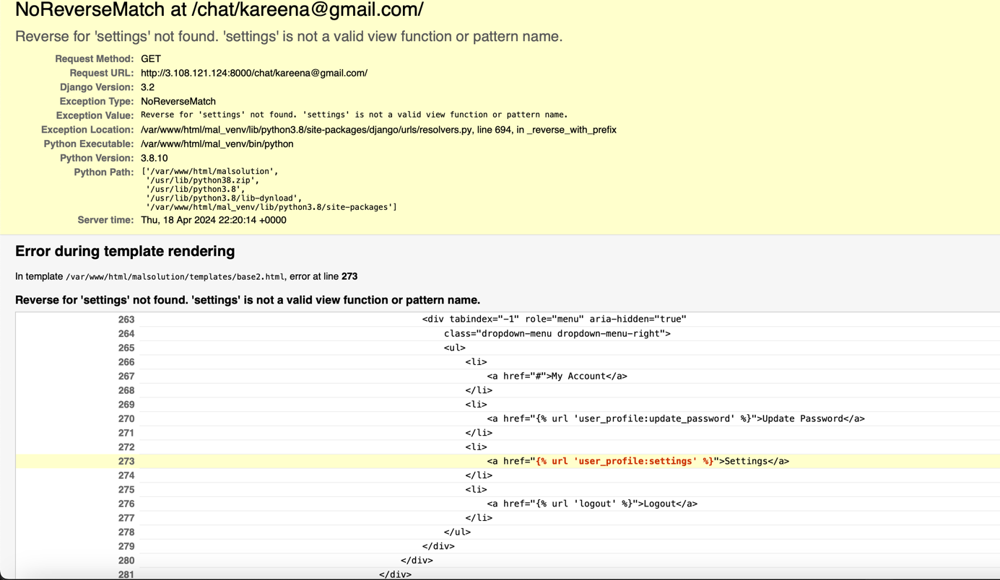 NoReverseMatch at /chat/kareena@gmail.com/
Reverse for 'settings' not found. 'settings' is not a valid view function or pattern name.
Request Method: GET
Request URL: http://3.108.121.124:8000/chat/kareena@gmail.com/
Django Version: 3.2
Exception Type: NoReverseMatch
Exception Value: Reverse for 'settings' not found. 'settings' is not a valid view function or pattern name.
Exception Location: /var/www/html/mal_venv/lib/python3.8/site-packages/django/urls/resolvers.py, line 694, in _reverse_with_prefix
Python Executable: /var/www/html/mal_venv/bin/python
Python Version: 3.8.10
Python Path: ['/var/www/html/malsolution',
'/usr/lib/python38.zip',
'/usr/lib/python3.8',
'/usr/lib/python3.8/lib-dynload',
'/var/www/html/mal_venv/lib/python3.8/site-packages']
Server time: Thu, 18 Apr 2024 22:20:14 +0000
Error during template rendering
In template /var/www/html/malsolution/templates/base2.html, error at line 273
Reverse for 'settings' not found. 'settings' is not a valid view function or pattern name.
263 <div tabindex="-1" role="menu" aria-hidden="true"
264 class="dropdown-menu dropdown-menu-right">
265 <ul>
266 <li>
267 <a href="#">My Account</a>
268 </li>
269 <li>
270 <a href="{% url 'user_profile:update_password' %}">Update Password</a>
271 </li>
272 <li>
273 <a href="{% url 'user_profile:settings' %}">Settings</a>
274 </li>
275 <li>
276 <a href="{% url 'logout' %}">Logout</a>
277 </li>
278 </ul>
279 </div>
280 </div>
281 </div>